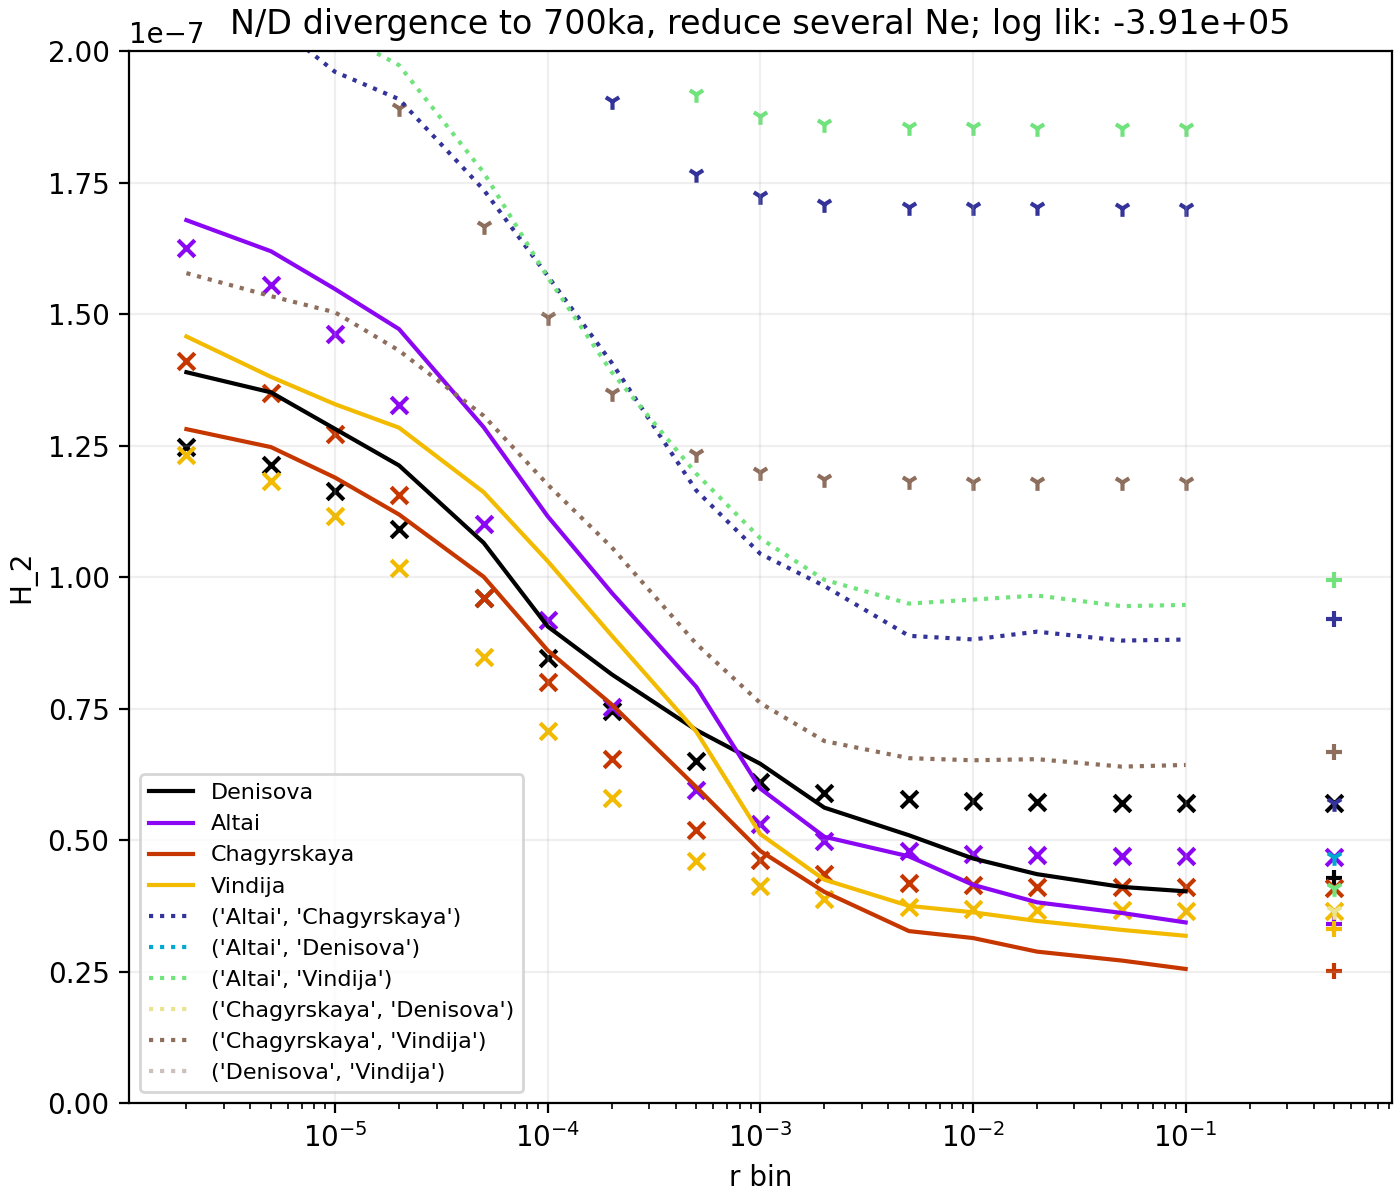 N/D divergence to 700ka, reduce several Ne; log lik: -3.91e+05
1e−7
2.00
1.75
1.50
1.25
1.00
0.75
0.50
0.25
0.00
H_2
Denisova
Altai
Chagyrskaya
Vindija
('Altai', 'Chagyrskaya')
('Altai', 'Denisova')
('Altai', 'Vindija')
('Chagyrskaya', 'Denisova')
('Chagyrskaya', 'Vindija')
('Denisova', 'Vindija')
10⁻⁵ 10⁻⁴ 10⁻³ 10⁻² 10⁻¹
r bin